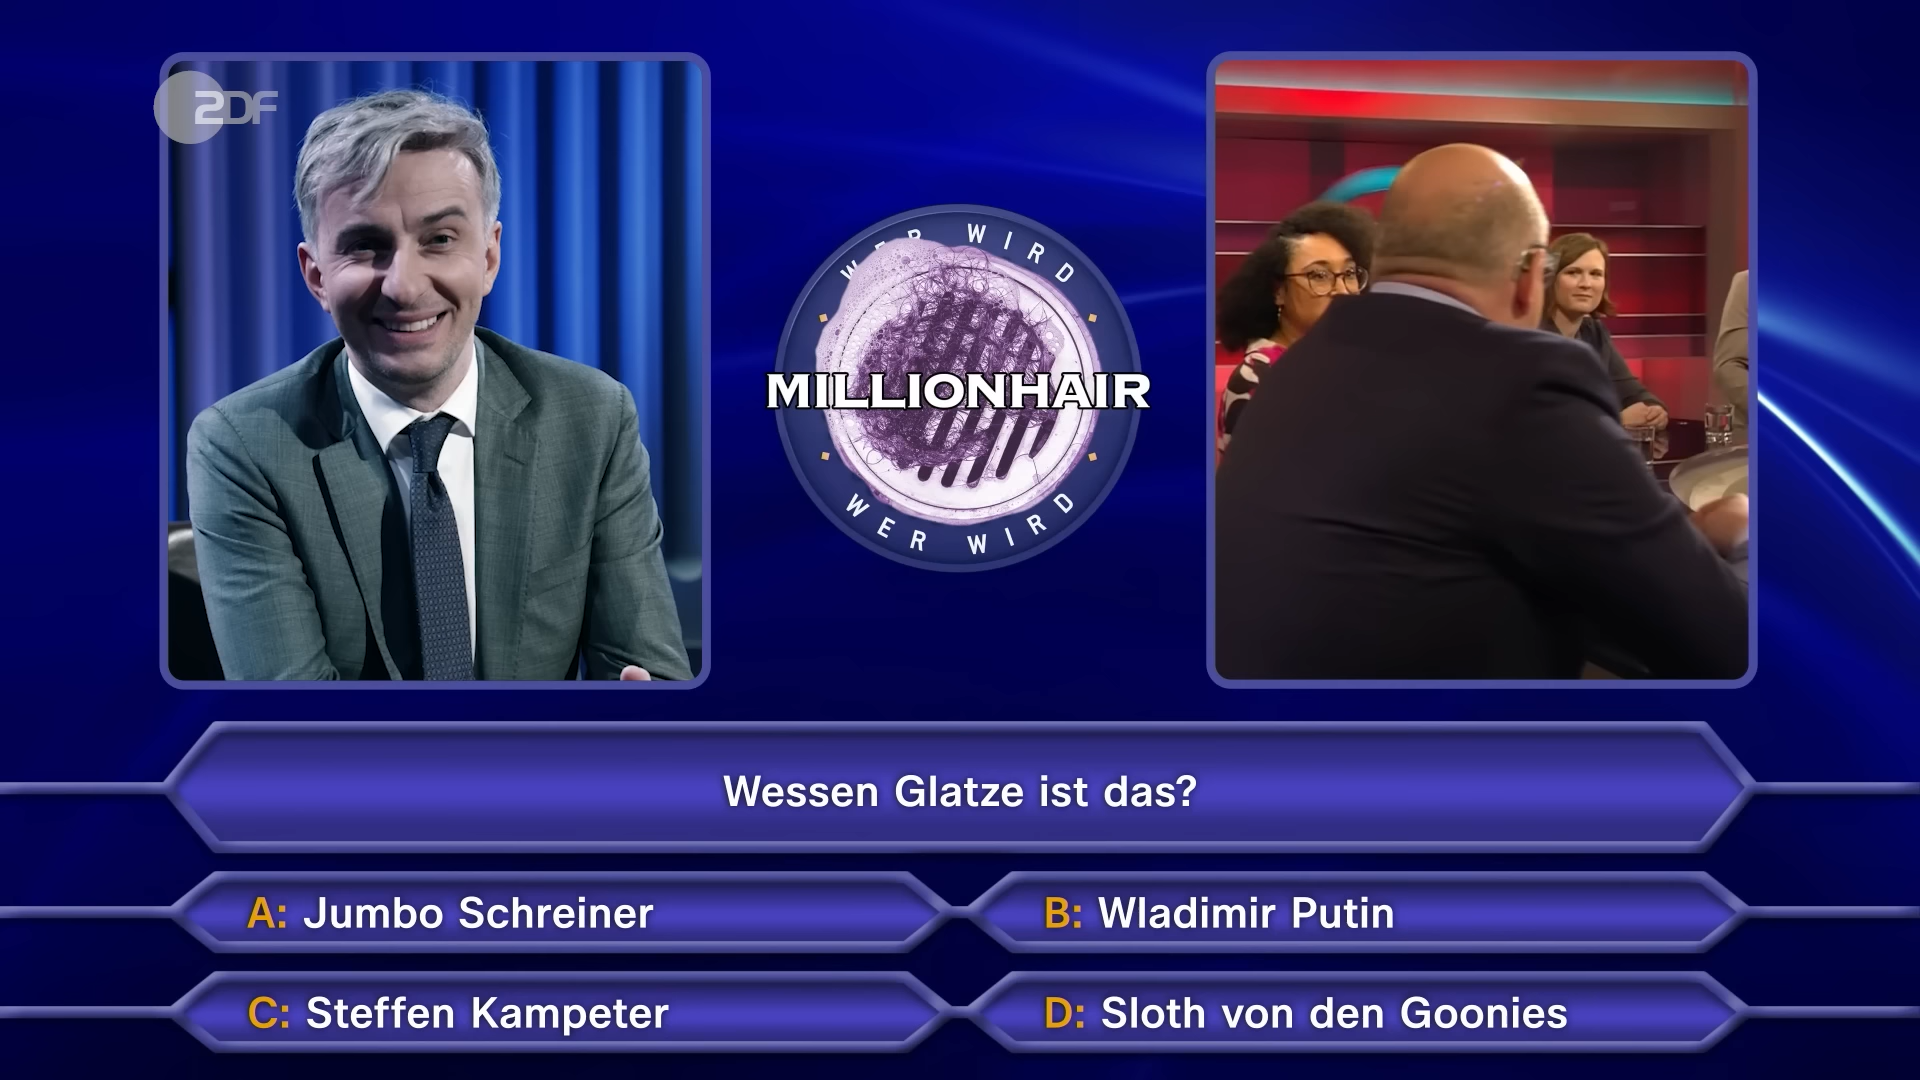 ZDF
WER WIRD
MILLIONHAIR
WER WIRD
Wessen Glatze ist das?
A: Jumbo Schreiner
B: Wladimir Putin
C: Steffen Kampeter
D: Sloth von den Goonies